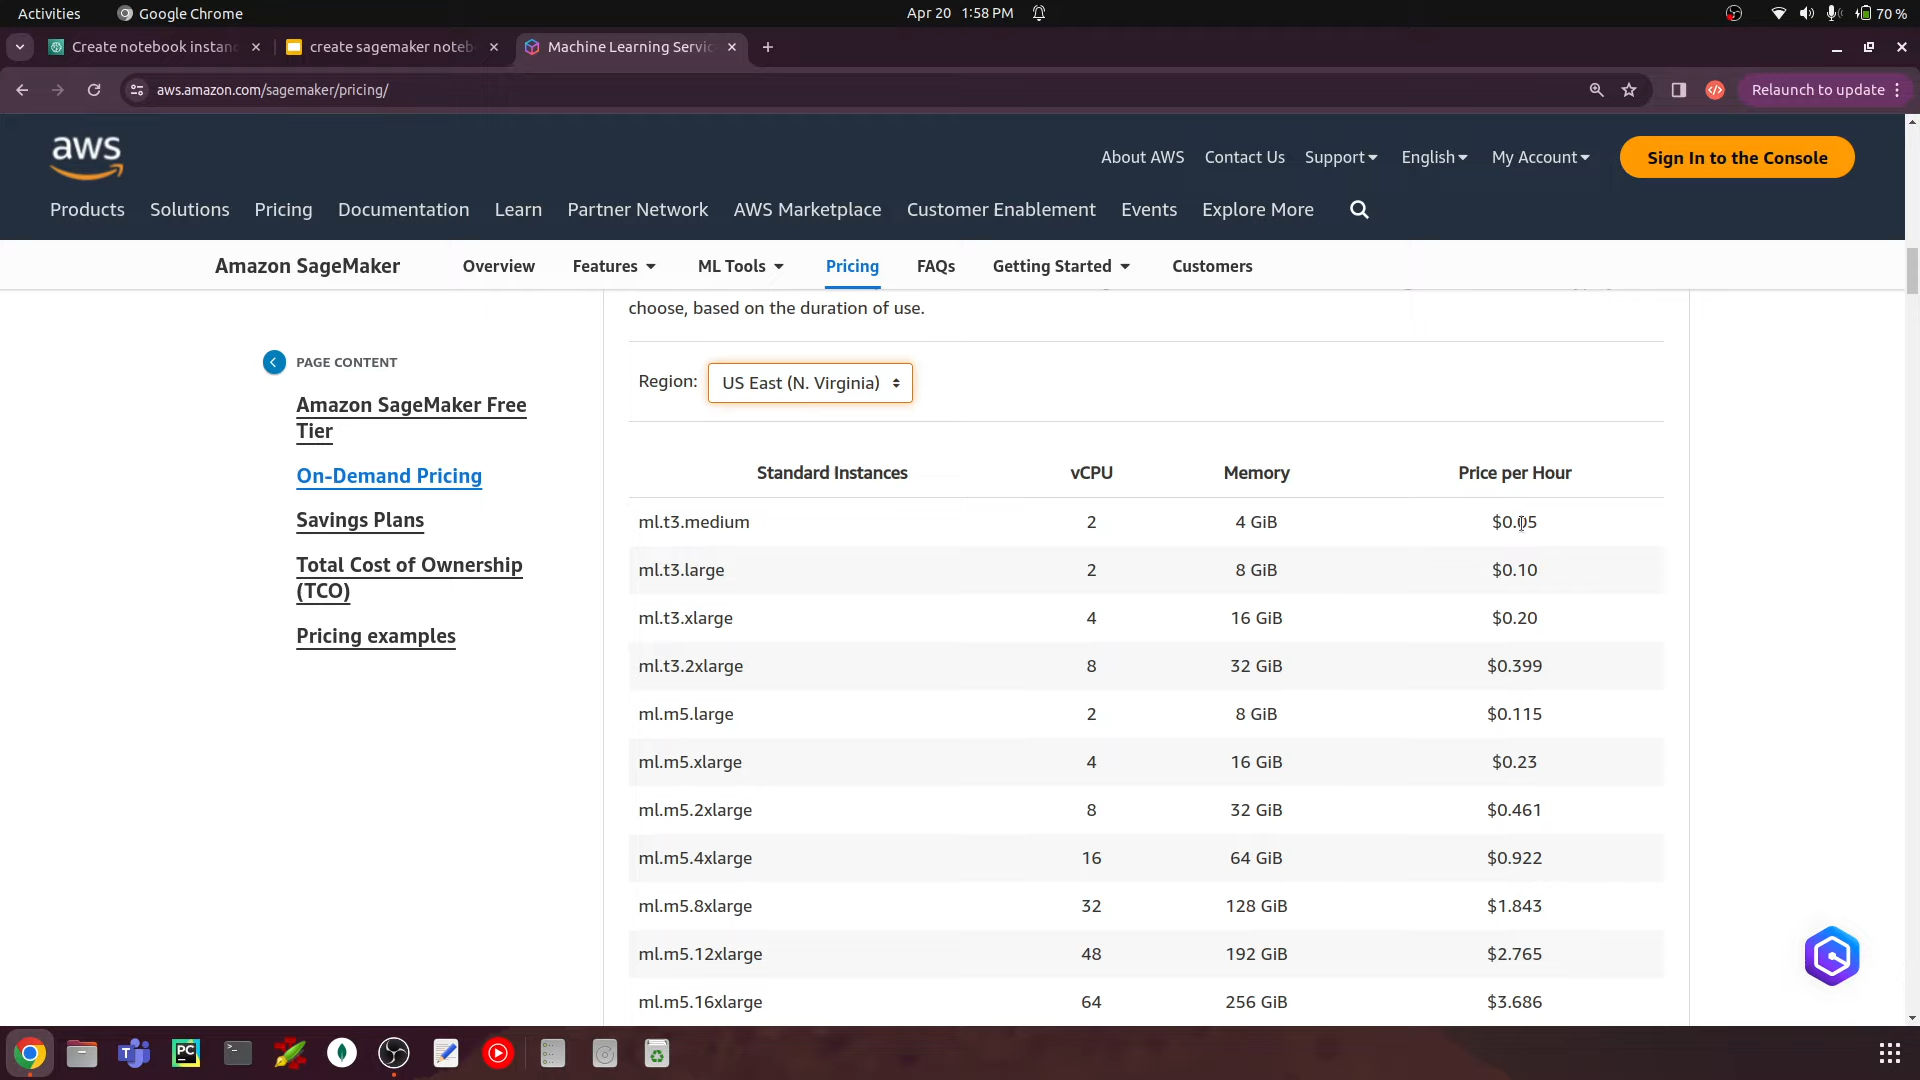 Activities
Google Chrome
Apr 20 1:58 PM
70 %
Create notebook instan
create sagemaker noteb
Machine Learning Servic
aws.amazon.com/sagemaker/pricing/
Relaunch to update
aws
About AWS
Contact Us
Support
English
My Account
Sign In to the Console
Products
Solutions
Pricing
Documentation
Learn
Partner Network
AWS Marketplace
Customer Enablement
Events
Explore More
Amazon SageMaker
Overview
Features
ML Tools
Pricing
FAQs
Getting Started
Customers
choose, based on the duration of use.
PAGE CONTENT
Amazon SageMaker Free
Tier
On-Demand Pricing
Savings Plans
Total Cost of Ownership
(TCO)
Pricing examples
Region: US East (N. Virginia)
Standard Instances vCPU Memory Price per Hour
ml.t3.medium 2 4 GiB $0.05
ml.t3.large 2 8 GiB $0.10
ml.t3.xlarge 4 16 GiB $0.20
ml.t3.2xlarge 8 32 GiB $0.399
ml.m5.large 2 8 GiB $0.115
ml.m5.xlarge 4 16 GiB $0.23
ml.m5.2xlarge 8 32 GiB $0.461
ml.m5.4xlarge 16 64 GiB $0.922
ml.m5.8xlarge 32 128 GiB $1.843
ml.m5.12xlarge 48 192 GiB $2.765
ml.m5.16xlarge 64 256 GiB $3.686
PC